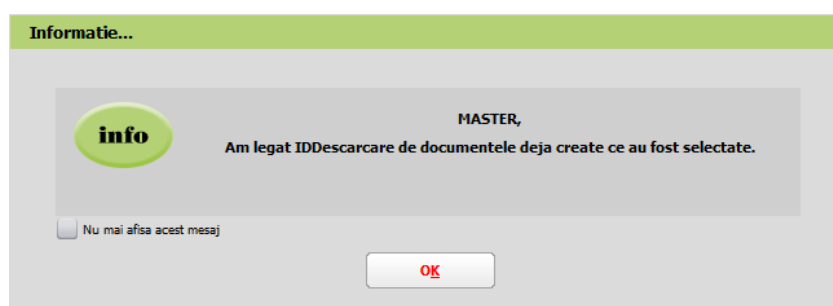 Informatie...
info
MASTER,
Am legat IDDescarcare de documentele deja create ce au fost selectate.
Nu mai afisa acest mesaj
OK